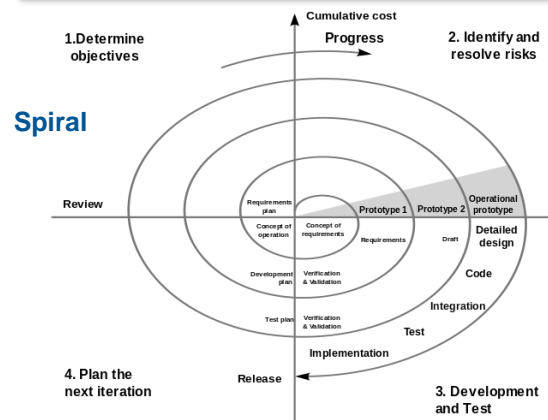 Cumulative cost
1.Determine
objectives
Progress
2. Identify and
resolve risks
Spiral
Review
Requirements
plan
Prototype 1
Prototype 2
Operational
prototype
Concept of
operation
Concept of
requirements
Requirements
Draft
Detailed
design
Development
plan
Verification
& Validation
Code
Test plan
Verification
& Validation
Integration
Test
Implementation
4. Plan the
next iteration
Release
3. Development
and Test